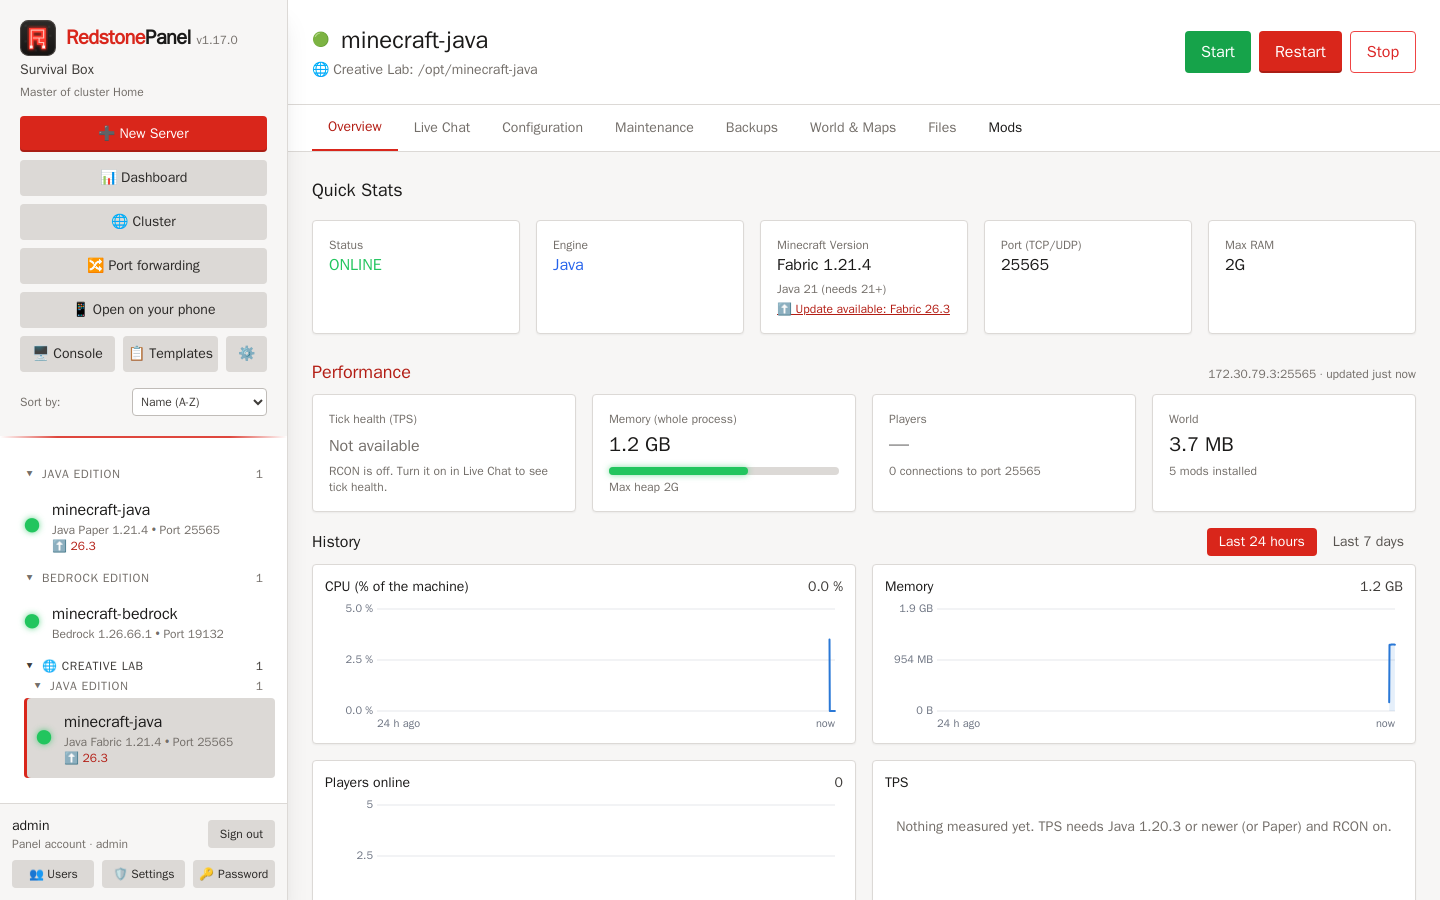 RedstonePanel v1.17.0
Survival Box
Master of cluster Home
➕ New Server
📊 Dashboard
🌐 Cluster
🔀 Port forwarding
📱 Open on your phone
🖥️ Console
📋 Templates
⚙️
Sort by:
Name (A-Z)
▼ JAVA EDITION 1
minecraft-java
Java Paper 1.21.4 • Port 25565
⬆️ 26.3
▼ BEDROCK EDITION 1
minecraft-bedrock
Bedrock 1.26.66.1 • Port 19132
▼ 🌐 CREATIVE LAB 1
▼ JAVA EDITION 1
minecraft-java
Java Fabric 1.21.4 • Port 25565
⬆️ 26.3
admin
Panel account · admin
Sign out
👥 Users
🛡️ Settings
🔑 Password
minecraft-java
🌐 Creative Lab: /opt/minecraft-java
Start
Restart
Stop
Overview
Live Chat
Configuration
Maintenance
Backups
World & Maps
Files
Mods
Quick Stats
Status
ONLINE
Engine
Java
Minecraft Version
Fabric 1.21.4
Java 21 (needs 21+)
⬆️ Update available: Fabric 26.3
Port (TCP/UDP)
25565
Max RAM
2G
Performance
172.30.79.3:25565 · updated just now
Tick health (TPS)
Not available
RCON is off. Turn it on in Live Chat to see
tick health.
Memory (whole process)
1.2 GB
Max heap 2G
Players
—
0 connections to port 25565
World
3.7 MB
5 mods installed
History
Last 24 hours
Last 7 days
CPU (% of the machine) 0.0 %
5.0 %
2.5 %
0.0 %
24 h ago
now
Memory 1.2 GB
1.9 GB
954 MB
0 B
24 h ago
now
Players online 0
5
2.5
TPS
Nothing measured yet. TPS needs Java 1.20.3 or newer (or Paper) and RCON on.